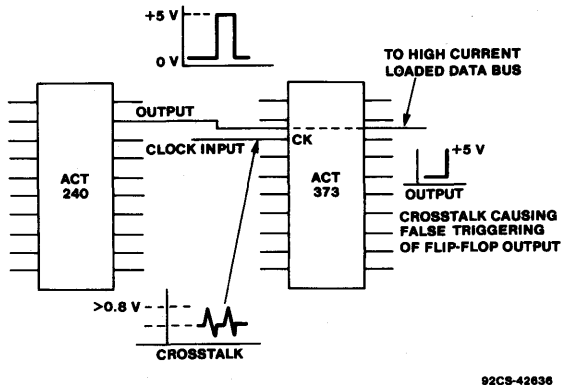 +5 V
0 V
TO HIGH CURRENT
LOADED DATA BUS
OUTPUT
CLOCK INPUT
CK
ACT
240
ACT
373
+5 V
OUTPUT
CROSSTALK CAUSING
FALSE TRIGGERING
OF FLIP-FLOP OUTPUT
>0.8 V
CROSSTALK
92CS-42636